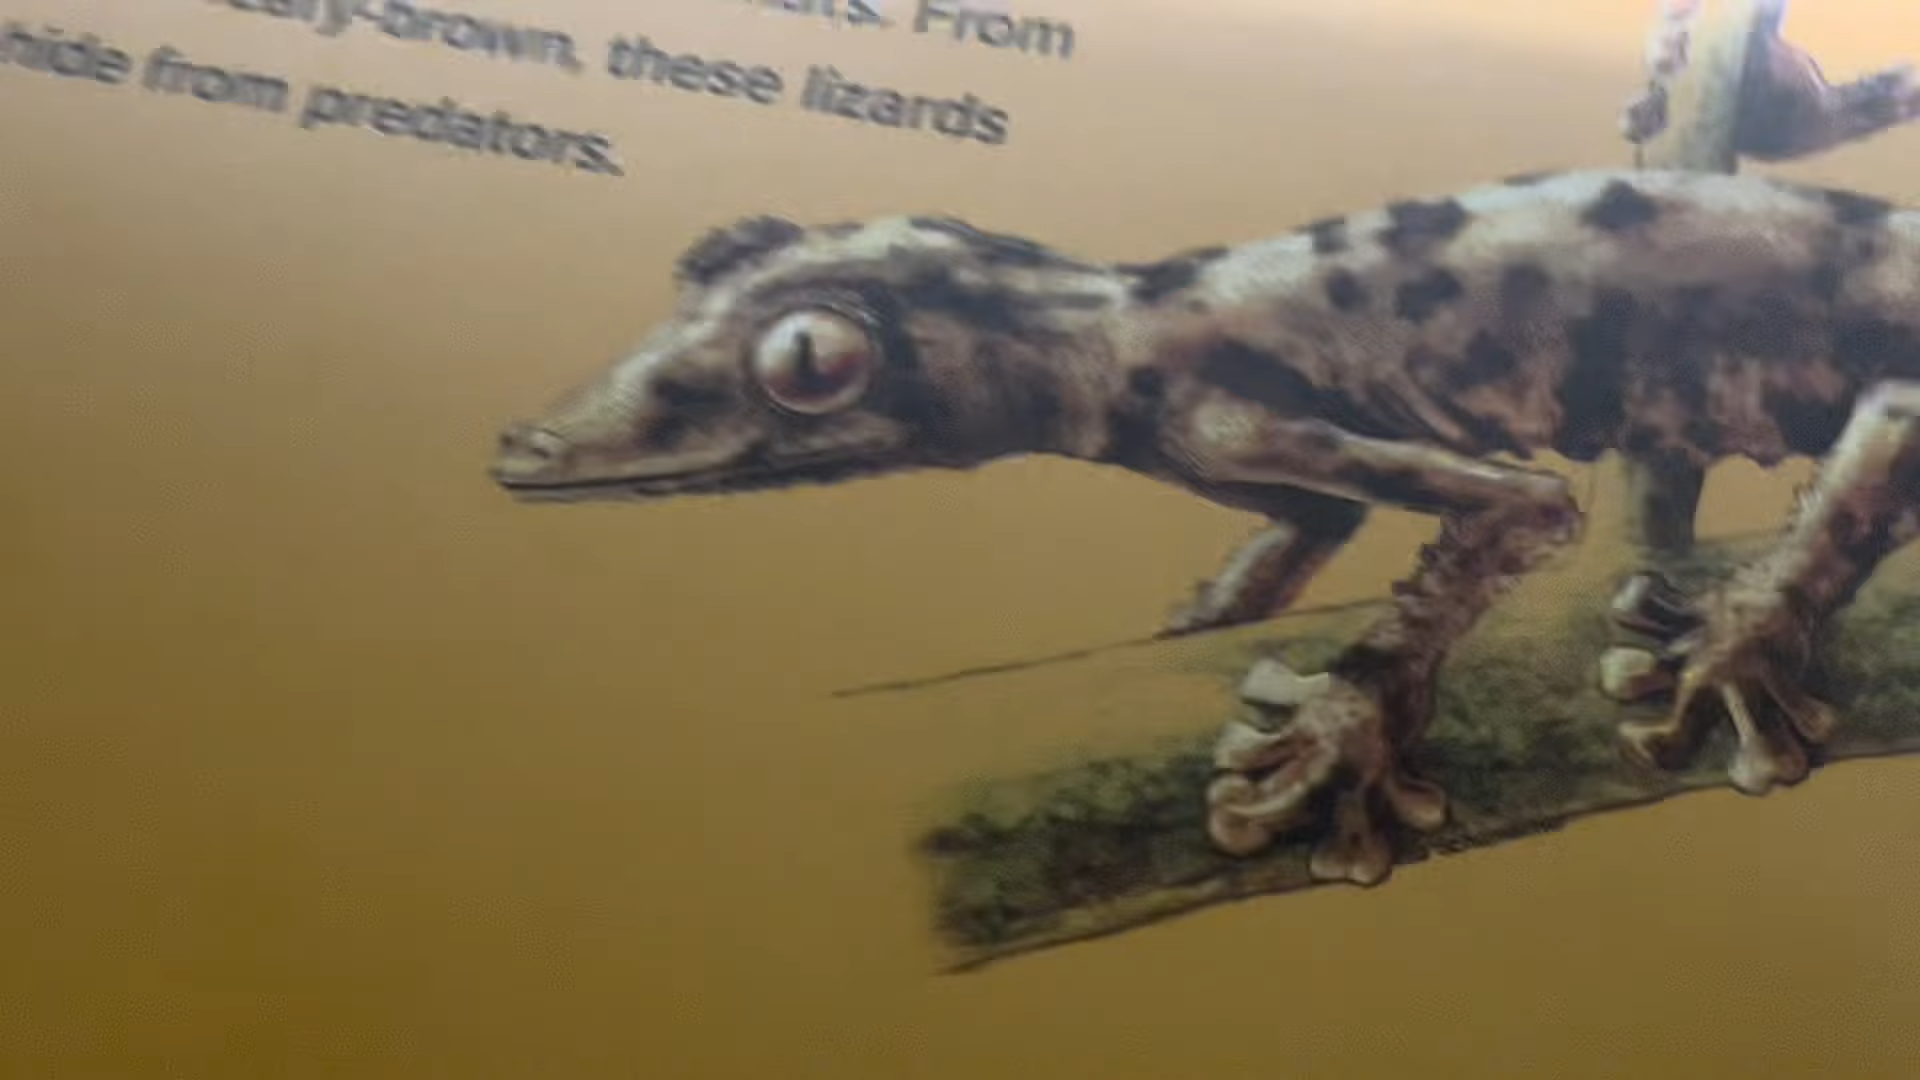 From
-brown, these lizards
hide from predators.